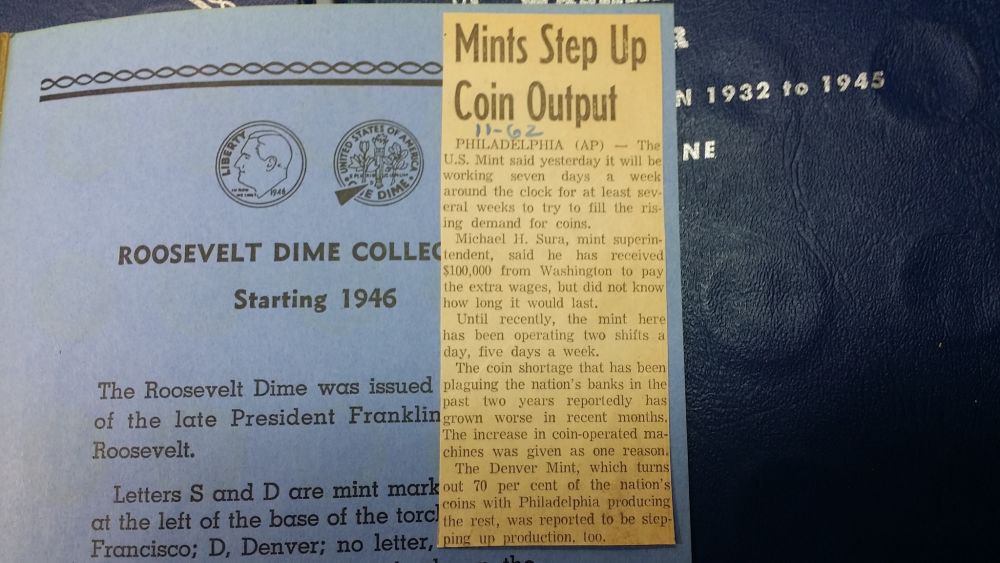 N 1932 to 1945
NE
ROOSEVELT DIME COLLEC
Starting 1946
LIBERTY
1946
UNITED STATES OF AMERICA
E DIME
The Roosevelt Dime was issued
of the late President Franklin
Roosevelt.
Letters S and D are mint mark
at the left of the base of the torc
Francisco; D, Denver; no letter,
Mints Step Up
Coin Output
11-62
PHILADELPHIA (AP) — The
U.S. Mint said yesterday it will be
working seven days a week
around the clock for at least sev-
eral weeks to try to fill the ris-
ing demand for coins.
Michael H. Sura, mint superin-
tendent, said he has received
$100,000 from Washington to pay
the extra wages, but did not know
how long it would last.
Until recently, the mint here
has been operating two shifts a
day, five days a week.
The coin shortage that has been
plaguing the nation's banks in the
past two years reportedly has
grown worse in recent months.
The increase in coin-operated ma-
chines was given as one reason.
The Denver Mint, which turns
out 70 per cent of the nation's
coins with Philadelphia producing
the rest, was reported to be step-
ping up production, too.